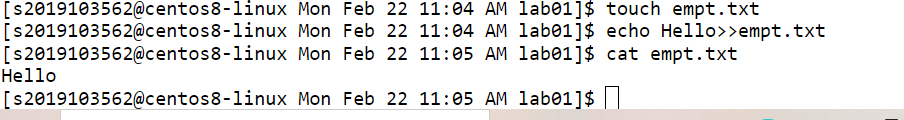 [s2019103562@centos8-linux Mon Feb 22 11:04 AM lab01]$ touch empt.txt
[s2019103562@centos8-linux Mon Feb 22 11:04 AM lab01]$ echo Hello>>empt.txt
[s2019103562@centos8-linux Mon Feb 22 11:05 AM lab01]$ cat empt.txt
Hello
[s2019103562@centos8-linux Mon Feb 22 11:05 AM lab01]$